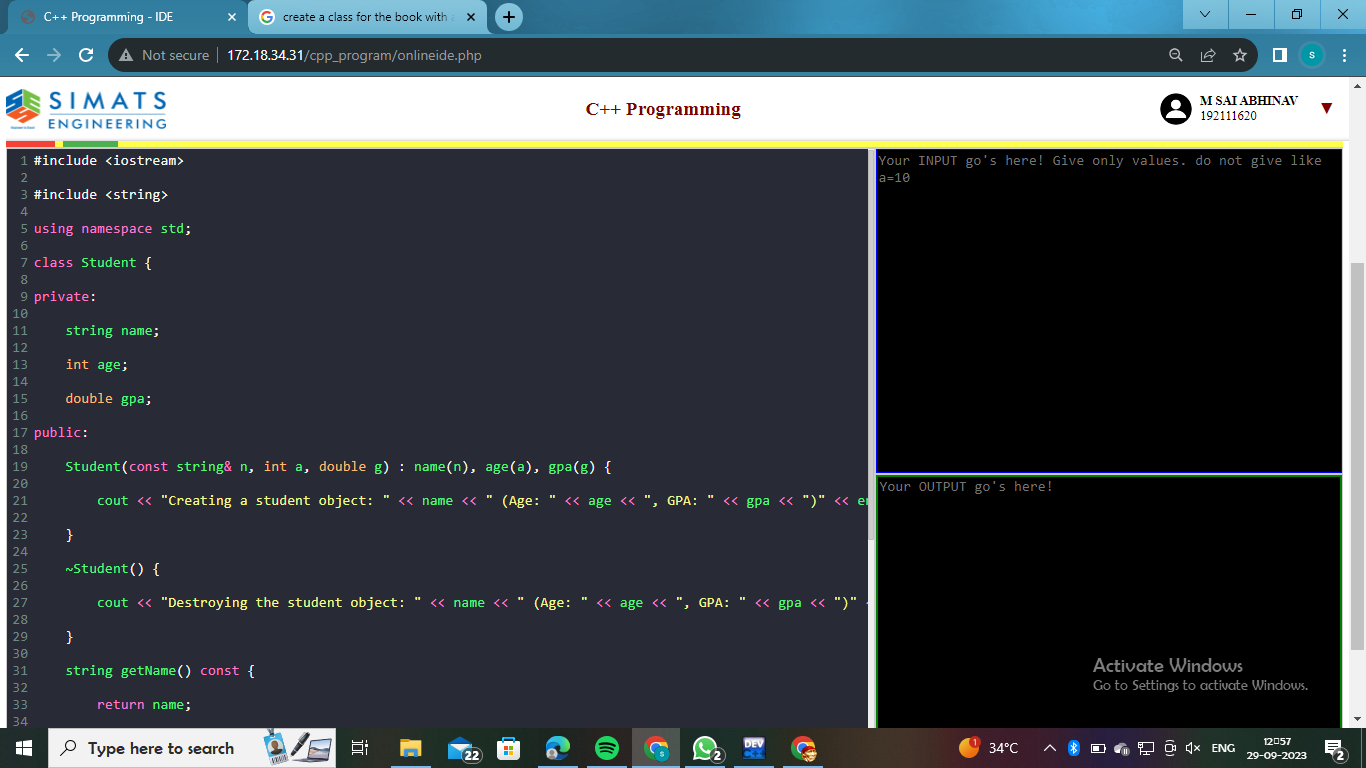 C++ Programming - IDE
create a class for the book with a
Not secure
172.18.34.31/cpp_program/onlineide.php
s
SIMATS
ENGINEERING
C++ Programming
M SAI ABHINAV
192111620
1 #include <iostream>
2
3 #include <string>
4
5 using namespace std;
6
7 class Student {
8
9 private:
10
11     string name;
12
13     int age;
14
15     double gpa;
16
17 public:
18
19     Student(const string& n, int a, double g) : name(n), age(a), gpa(g) {
20
21         cout << "Creating a student object: " << name << " (Age: " << age << ", GPA: " << gpa << ")" << en
22
23     }
24
25     ~Student() {
26
27         cout << "Destroying the student object: " << name << " (Age: " << age << ", GPA: " << gpa << ")" <
28
29     }
30
31     string getName() const {
32
33         return name;
34
Your INPUT go's here! Give only values. do not give like
a=10
Your OUTPUT go's here!
Activate Windows
Go to Settings to activate Windows.
Type here to search
22
S
2
DEV
1
34°C
ENG
12:57
29-09-2023
2